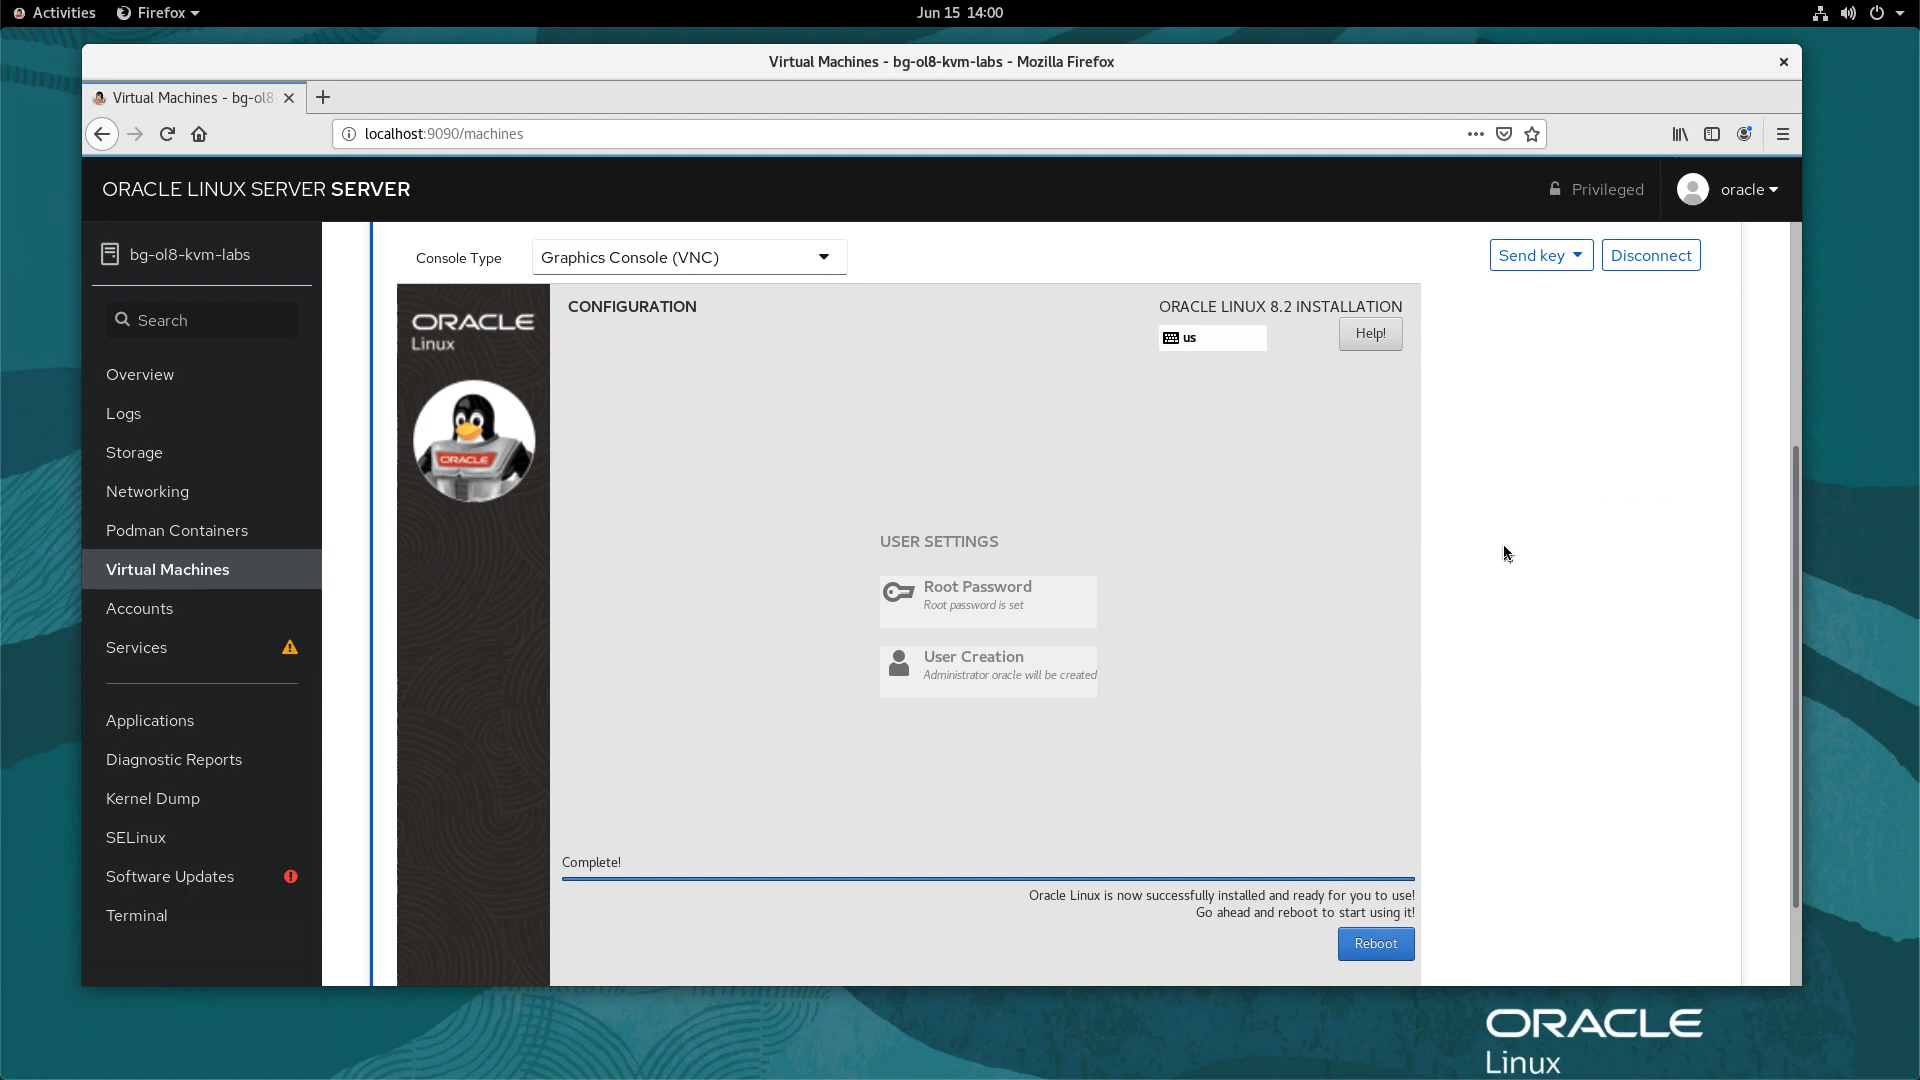 Activities
Firefox
Jun 15 14:00
Virtual Machines - bg-ol8-kvm-labs - Mozilla Firefox
Virtual Machines - bg-ol8-
localhost:9090/machines
ORACLE LINUX SERVER SERVER
Privileged
oracle
bg-ol8-kvm-labs
Search
Overview
Logs
Storage
Networking
Podman Containers
Virtual Machines
Accounts
Services
Applications
Diagnostic Reports
Kernel Dump
SELinux
Software Updates
Terminal
Console Type
Graphics Console (VNC)
Send key
Disconnect
ORACLE
Linux
ORACLE
CONFIGURATION
ORACLE LINUX 8.2 INSTALLATION
us
Help!
USER SETTINGS
Root Password
Root password is set
User Creation
Administrator oracle will be created
Complete!
Oracle Linux is now successfully installed and ready for you to use!
Go ahead and reboot to start using it!
Reboot
ORACLE
Linux